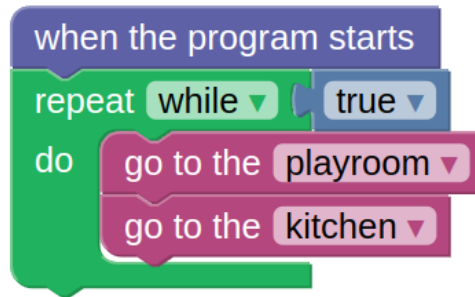 when the program starts
repeat while ▾ true ▾
do go to the playroom ▾
go to the kitchen ▾